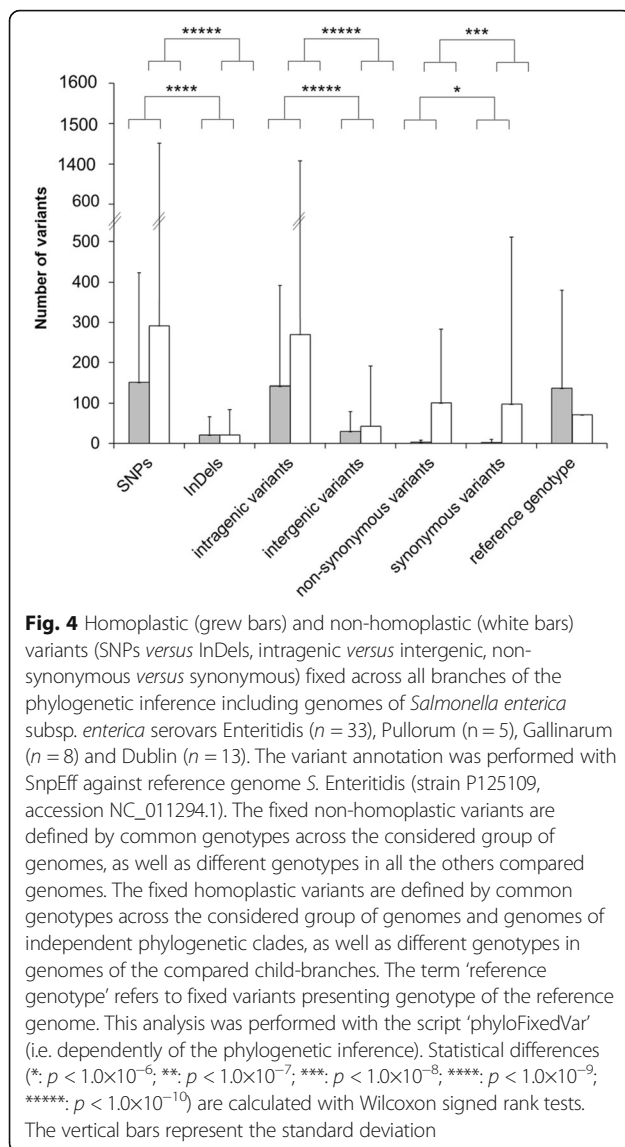 ***** ***** ***
1600
**** ***** *
1500
1400
600
500
400
300
200
100
0
Number of variants
SNPs
InDels
intragenic variants
intergenic variants
non-synonymous variants
synonymous variants
reference genotype
Fig. 4 Homoplastic (grew bars) and non-homoplastic (white bars)
variants (SNPs versus InDels, intragenic versus intergenic, non-
synonymous versus synonymous) fixed across all branches of the
phylogenetic inference including genomes of Salmonella enterica
subsp. enterica serovars Enteritidis (n = 33), Pullorum (n = 5), Gallinarum
(n = 8) and Dublin (n = 13). The variant annotation was performed with
SnpEff against reference genome S. Enteritidis (strain P125109,
accession NC_011294.1). The fixed non-homoplastic variants are
defined by common genotypes across the considered group of
genomes, as well as different genotypes in all the others compared
genomes. The fixed homoplastic variants are defined by common
genotypes across the considered group of genomes and genomes of
independent phylogenetic clades, as well as different genotypes in
genomes of the compared child-branches. The term ‘reference
genotype’ refers to fixed variants presenting genotype of the reference
genome. This analysis was performed with the script ‘phyloFixedVar’
(i.e. dependently of the phylogenetic inference). Statistical differences
(*: p < 1.0×10⁻⁶; **: p < 1.0×10⁻⁷; ***: p < 1.0×10⁻⁸; ****: p < 1.0×10⁻⁹;
*****: p < 1.0×10⁻¹⁰) are calculated with Wilcoxon signed rank tests.
The vertical bars represent the standard deviation